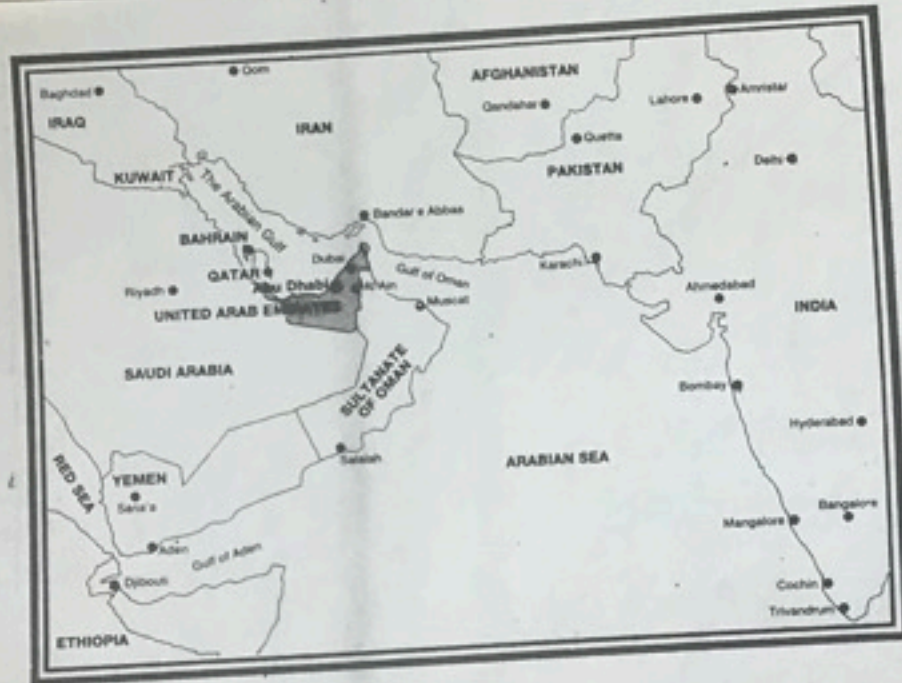 Qom
Baghdad
IRAQ
IRAN
AFGHANISTAN
Qandahar
Quetta
Lahore
Amristar
PAKISTAN
Delhi
KUWAIT
The Arabian Gulf
Bandar e Abbas
BAHRAIN
Dubai
QATAR
Abu Dhabi
Al-Ain
Gulf of Oman
Karachi
Riyadh
Muscat
Ahmedabad
UNITED ARAB EMIRATES
INDIA
SAUDI ARABIA
SULTANATE
OF OMAN
Bombay
Hyderabad
Salalah
ARABIAN SEA
RED SEA
YEMEN
Sana'a
Mangalore
Bangalore
Aden
Gulf of Aden
Djibouti
Cochin
Trivandrum
ETHIOPIA